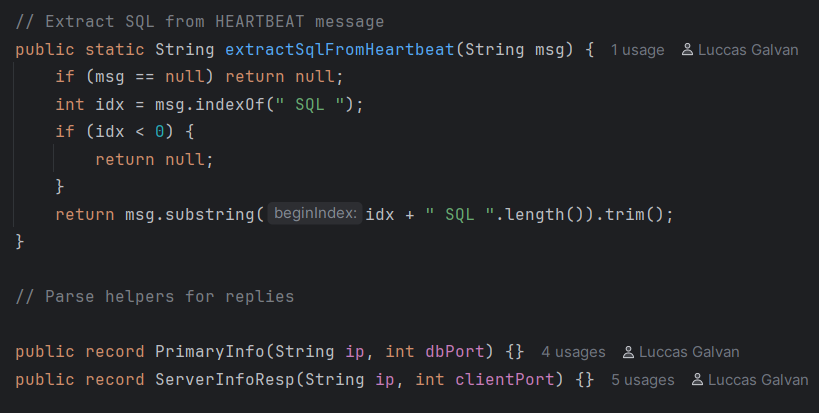 // Extract SQL from HEARTBEAT message
public static String extractSqlFromHeartbeat(String msg) { 1 usage Luccas Galvan
    if (msg == null) return null;
    int idx = msg.indexOf(" SQL ");
    if (idx < 0) {
        return null;
    }
    return msg.substring( beginIndex: idx + " SQL ".length()).trim();
}
// Parse helpers for replies
public record PrimaryInfo(String ip, int dbPort) {} 4 usages Luccas Galvan
public record ServerInfoResp(String ip, int clientPort) {} 5 usages Luccas Galvan